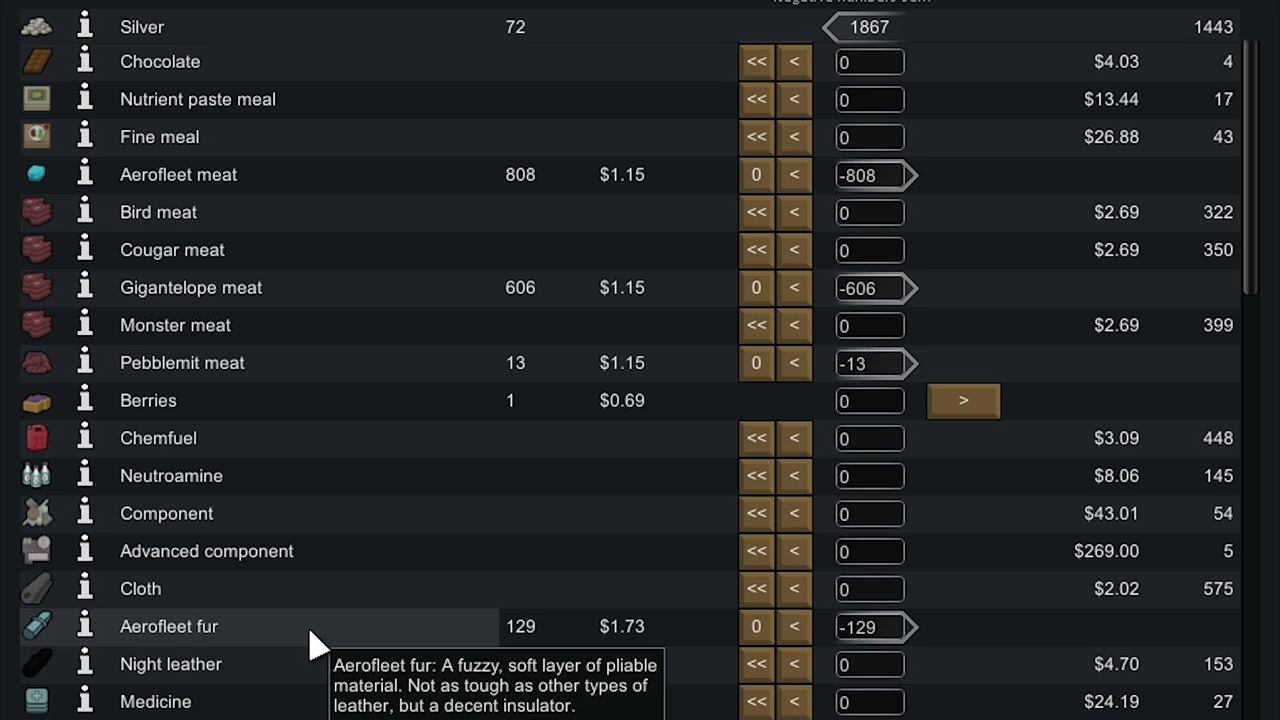 Silver 72 1867 1443
Chocolate << < 0 $4.03 4
Nutrient paste meal << < 0 $13.44 17
Fine meal << < 0 $26.88 43
Aerofleet meat 808 $1.15 0 < -808
Bird meat << < 0 $2.69 322
Cougar meat << < 0 $2.69 350
Gigantelope meat 606 $1.15 0 < -606
Monster meat << < 0 $2.69 399
Pebblemit meat 13 $1.15 0 < -13
Berries 1 $0.69 0 >
Chemfuel << < 0 $3.09 448
Neutroamine << < 0 $8.06 145
Component << < 0 $43.01 54
Advanced component << < 0 $269.00 5
Cloth << < 0 $2.02 575
Aerofleet fur 129 $1.73 0 < -129
Night leather << < 0 $4.70 153
Medicine << < 0 $24.19 27
Aerofleet fur: A fuzzy, soft layer of pliable
material. Not as tough as other types of
leather, but a decent insulator.